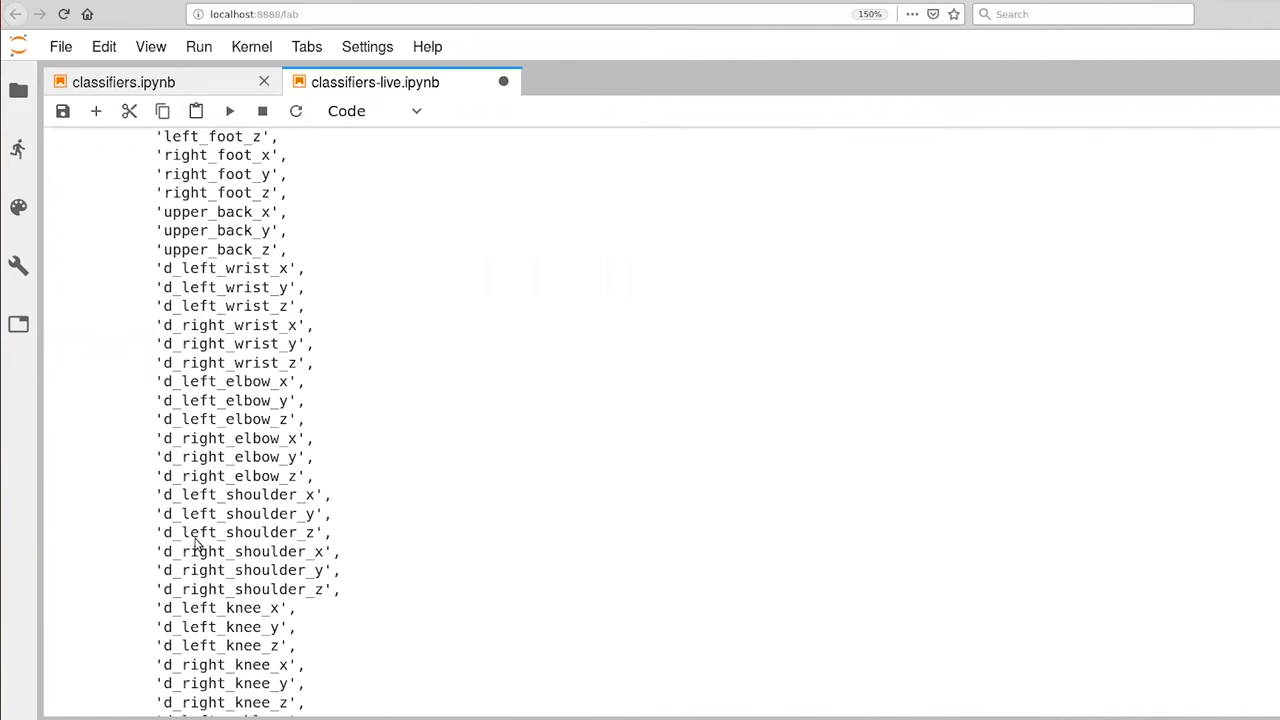 localhost:8888/lab
150%
Search
File Edit View Run Kernel Tabs Settings Help
classifiers.ipynb
classifiers-live.ipynb
Code
'left_foot_z',
'right_foot_x',
'right_foot_y',
'right_foot_z',
'upper_back_x',
'upper_back_y',
'upper_back_z',
'd_left_wrist_x',
'd_left_wrist_y',
'd_left_wrist_z',
'd_right_wrist_x',
'd_right_wrist_y',
'd_right_wrist_z',
'd_left_elbow_x',
'd_left_elbow_y',
'd_left_elbow_z',
'd_right_elbow_x',
'd_right_elbow_y',
'd_right_elbow_z',
'd_left_shoulder_x',
'd_left_shoulder_y',
'd_left_shoulder_z',
'd_right_shoulder_x',
'd_right_shoulder_y',
'd_right_shoulder_z',
'd_left_knee_x',
'd_left_knee_y',
'd_left_knee_z',
'd_right_knee_x',
'd_right_knee_y',
'd_right_knee_z',